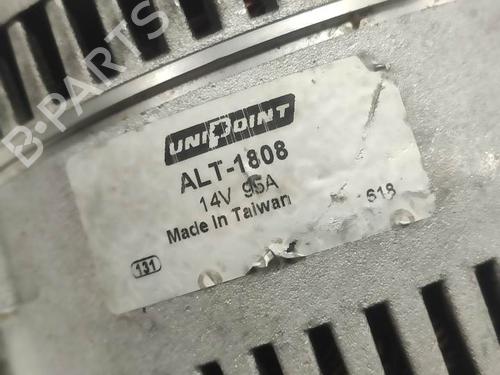 B-PARTS
UNIPOINT
ALT-1808
14V 95A
Made In Taiwan
618
131